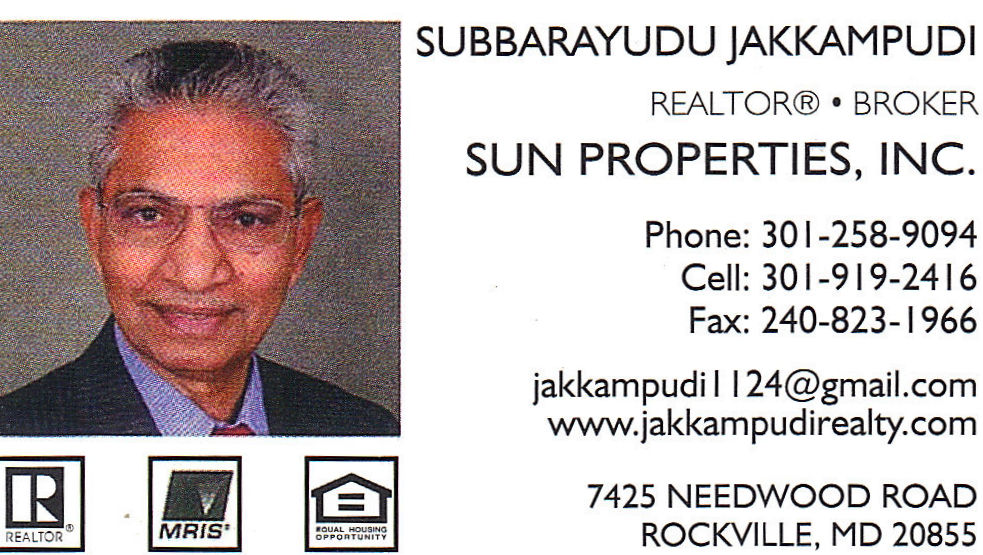 SUBBARAYUDU JAKKAMPUDI
REALTOR® • BROKER
SUN PROPERTIES, INC.
Phone: 301-258-9094
Cell: 301-919-2416
Fax: 240-823-1966
jakkampudi1124@gmail.com
www.jakkampudirealty.com
7425 NEEDWOOD ROAD
ROCKVILLE, MD 20855
R
REALTOR®
MRIS®
EQUAL HOUSING
OPPORTUNITY